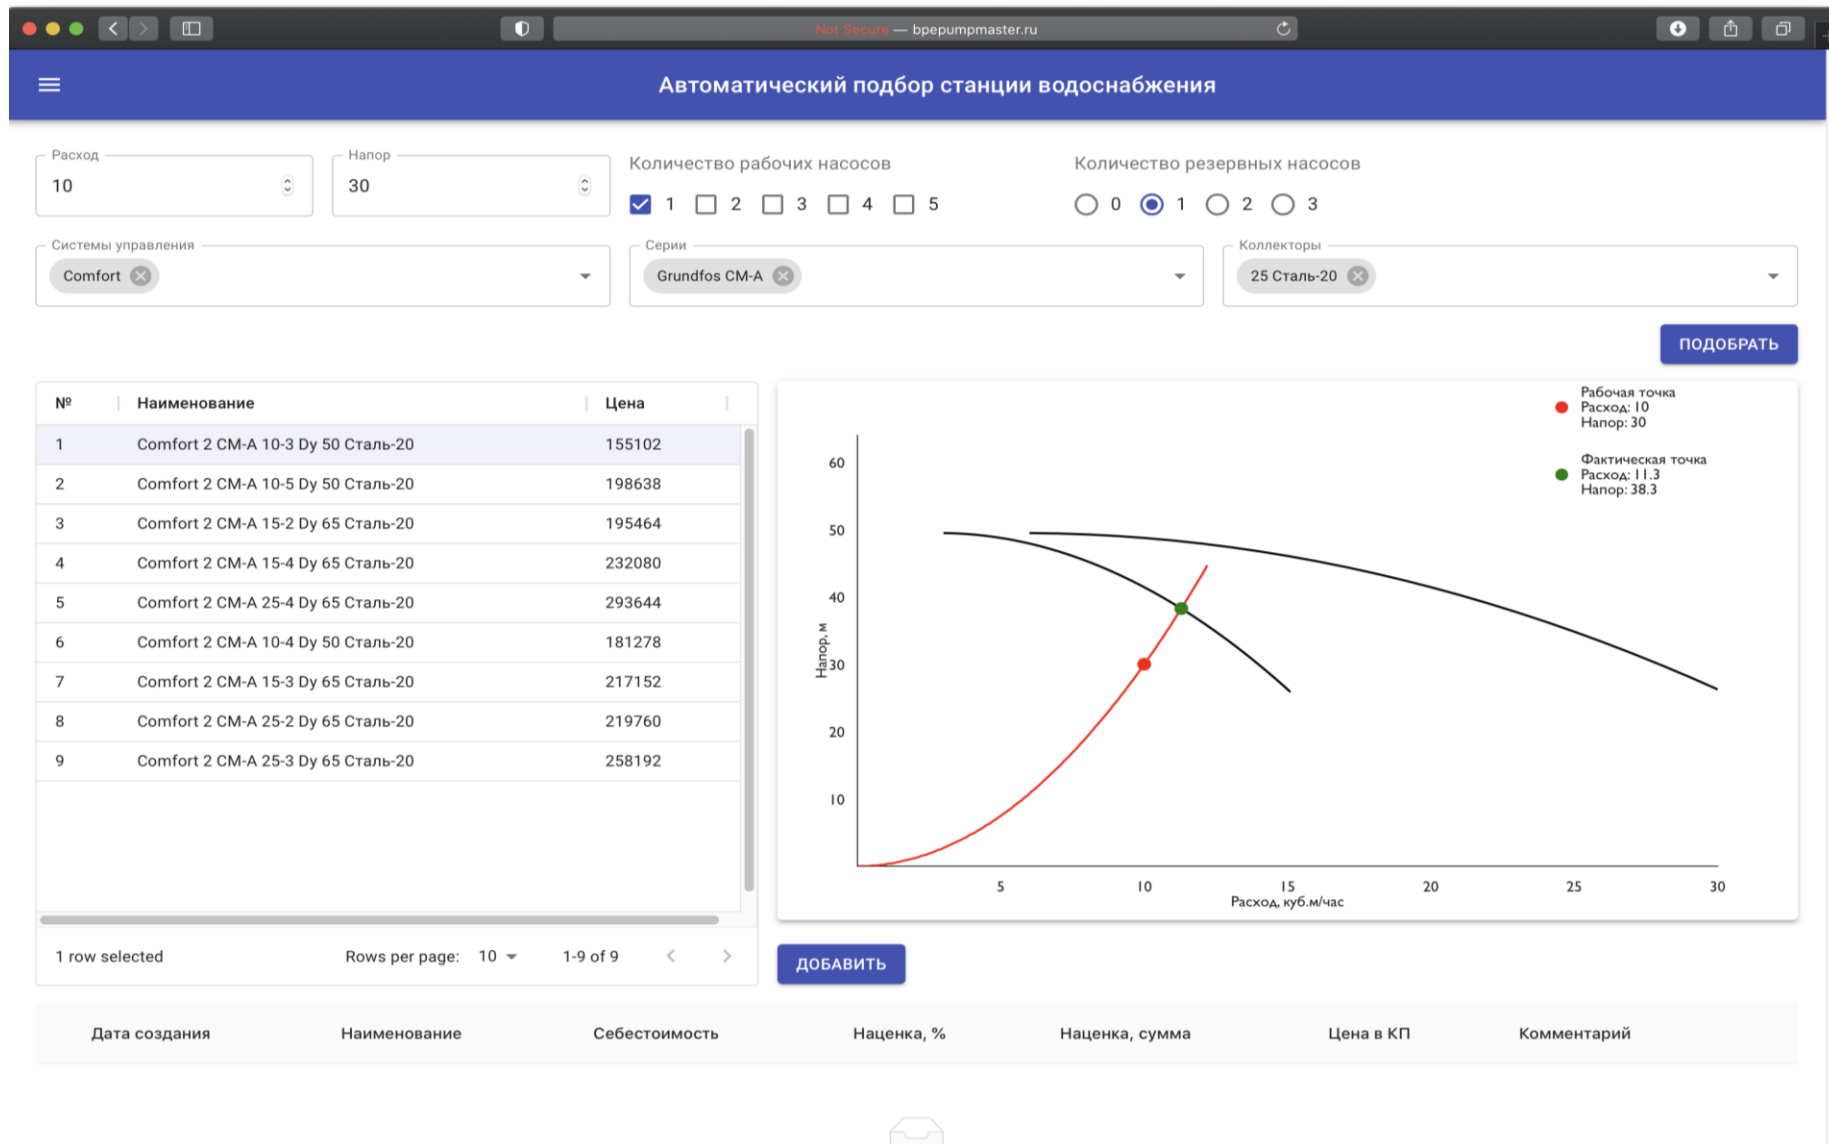 Not Secure — bpepumpmaster.ru
Автоматический подбор станции водоснабжения
Расход
10
Напор
30
Количество рабочих насосов
1 2 3 4 5
Количество резервных насосов
0 1 2 3
Системы управления
Comfort
Серии
Grundfos CM-A
Коллекторы
25 Сталь-20
ПОДОБРАТЬ
№ Наименование Цена
1 Comfort 2 CM-A 10-3 Dy 50 Сталь-20 155102
2 Comfort 2 CM-A 10-5 Dy 50 Сталь-20 198638
3 Comfort 2 CM-A 15-2 Dy 65 Сталь-20 195464
4 Comfort 2 CM-A 15-4 Dy 65 Сталь-20 232080
5 Comfort 2 CM-A 25-4 Dy 65 Сталь-20 293644
6 Comfort 2 CM-A 10-4 Dy 50 Сталь-20 181278
7 Comfort 2 CM-A 15-3 Dy 65 Сталь-20 217152
8 Comfort 2 CM-A 25-2 Dy 65 Сталь-20 219760
9 Comfort 2 CM-A 25-3 Dy 65 Сталь-20 258192
1 row selected Rows per page: 10 1-9 of 9
Рабочая точка
Расход: 10
Напор: 30
Фактическая точка
Расход: 11.3
Напор: 38.3
60
50
40
30
20
10
Напор, м
5 10 15 20 25 30
Расход, куб.м/час
ДОБАВИТЬ
Дата создания Наименование Себестоимость Наценка, % Наценка, сумма Цена в КП Комментарий